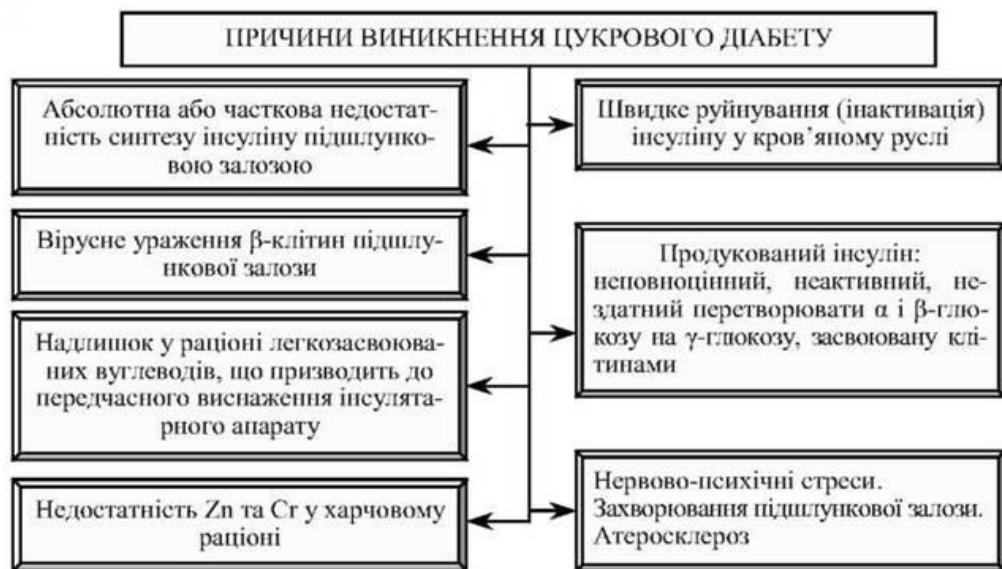 ПРИЧИНИ ВИНИКНЕННЯ ЦУКРОВОГО ДІАБЕТУ
Абсолютна або часткова недостат-
ність синтезу інсуліну підшлунко-
вою залозою
Вірусне ураження β-клітин підшлу-
нкової залози
Надлишок у раціоні легкозасвоюва-
них вуглеводів, що призводить до
передчасного виснаження інсулята-
рного апарату
Недостатність Zn та Cr у харчовому
раціоні
Швидке руйнування (інактивація)
інсуліну у кров’яному руслі
Продукований інсулін:
неповноцінний, неактивний, не-
здатний перетворювати α і β-глю-
козу на γ-глюкозу, засвоювану клі-
тинами
Нервово-психічні стреси.
Захворювання підшлункової залози.
Атеросклероз